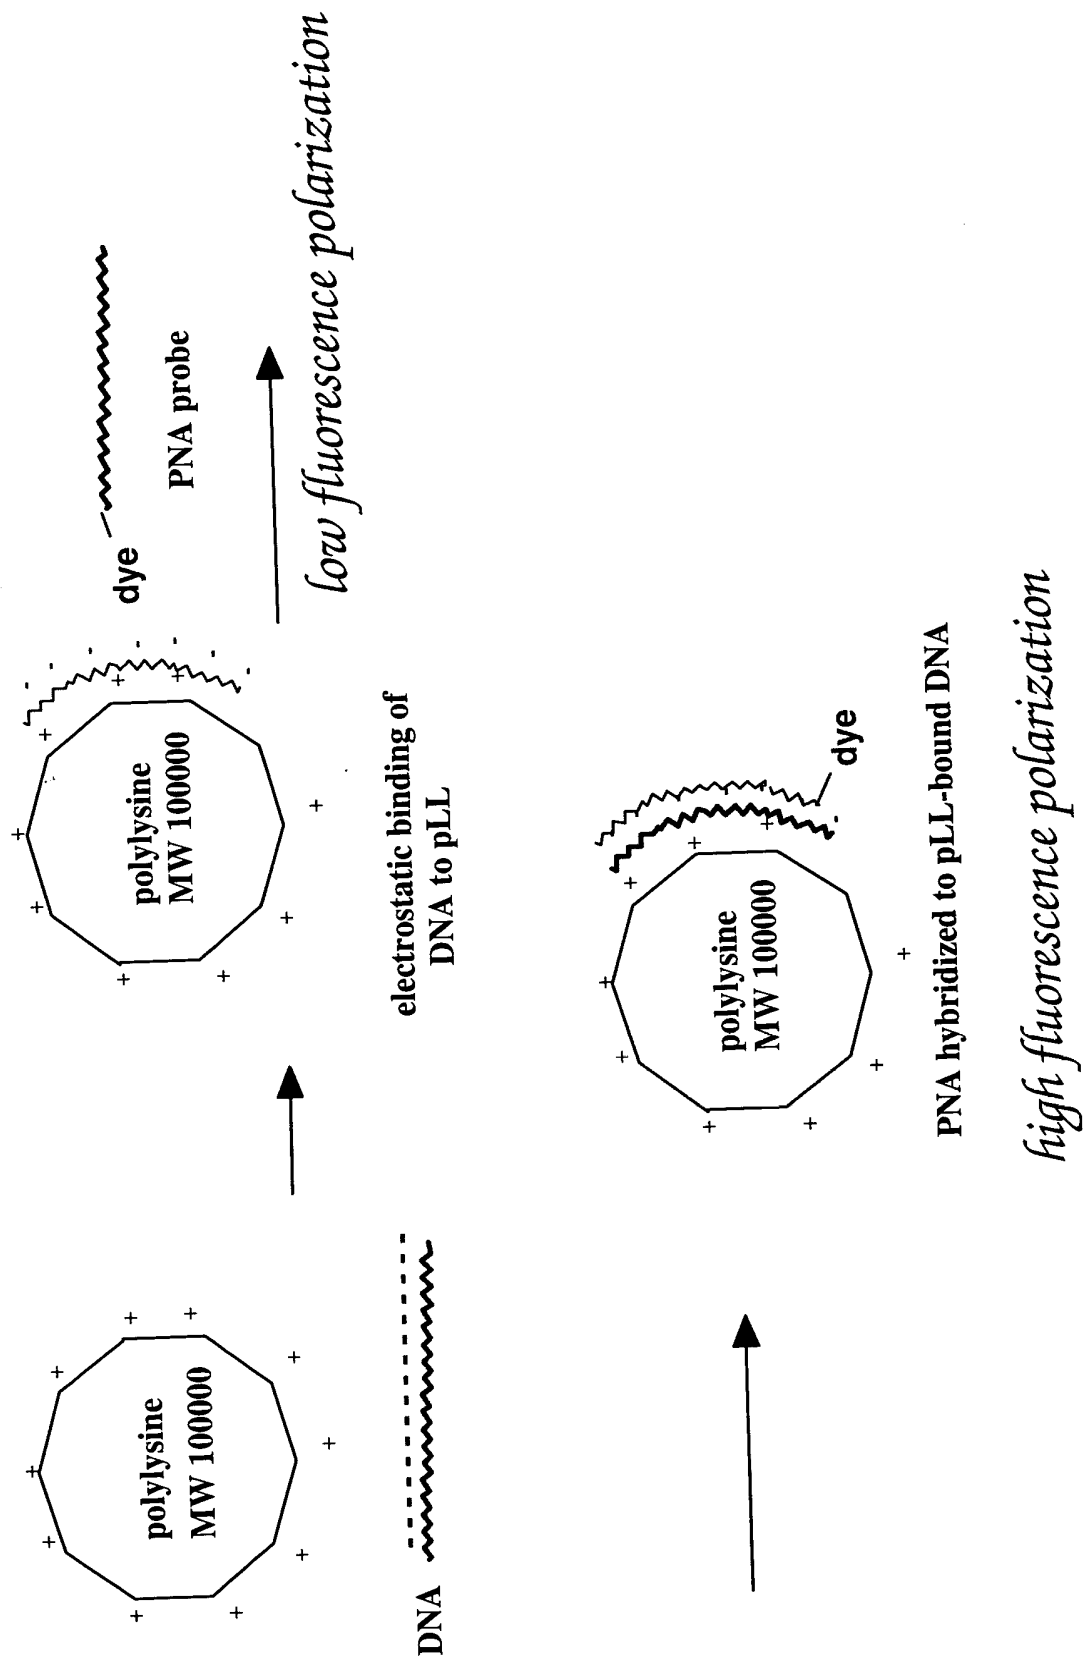 polylysine
MW 100000
DNA
polylysine
MW 100000
electrostatic binding of
DNA to pLL
dye
PNA probe
low fluorescence polarization
polylysine
MW 100000
dye
PNA hybridized to pLL-bound DNA
high fluorescence polarization